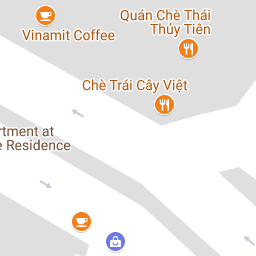 Quán Chè Thái
Thủy Tiên
Vinamit Coffee
Chè Trái Cây Việt
rtment at
e Residence